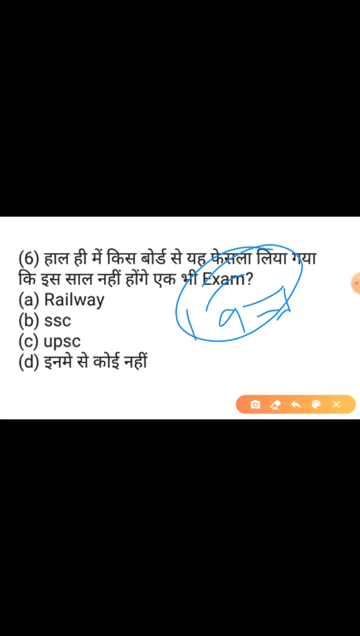 (6) हाल ही में किस बोर्ड से यह फेसला लिया गया
कि इस साल नहीं होंगे एक भी Exam?
(a) Railway
(b) ssc
(c) upsc
(d) इनमे से कोई नहीं